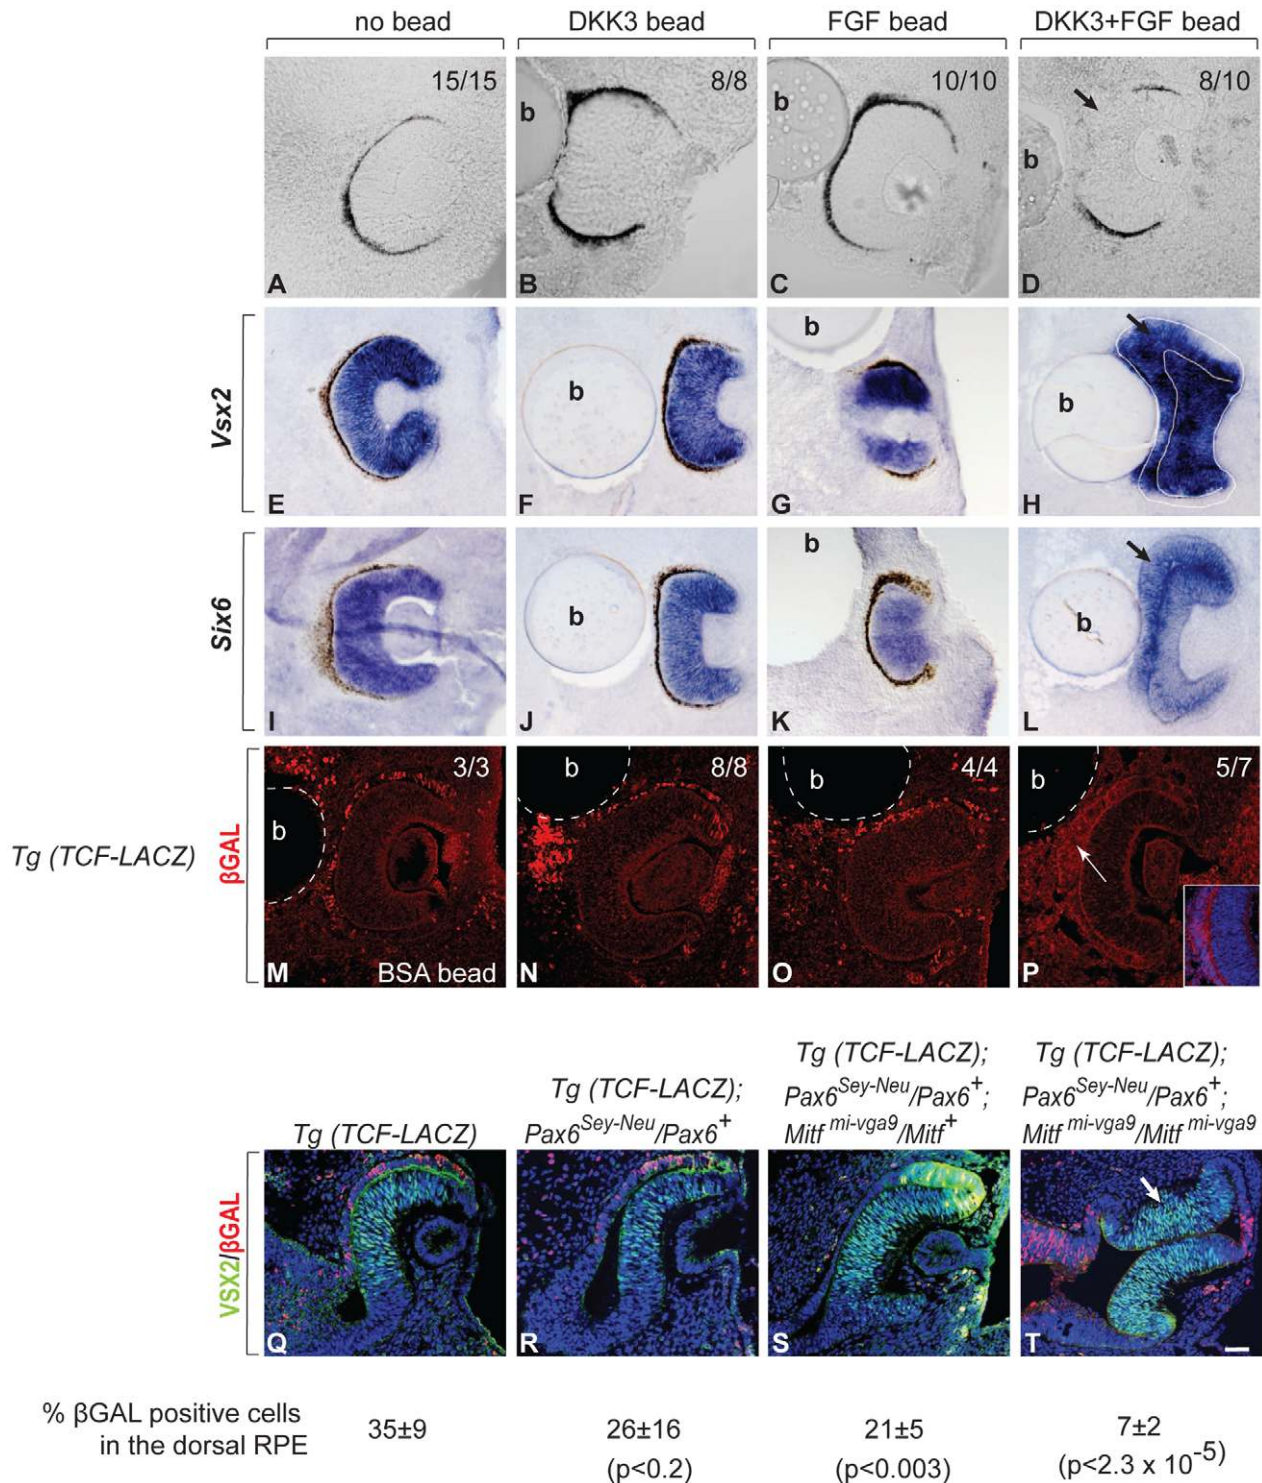 no bead DKK3 bead FGF bead DKK3+FGF bead
15/15 8/8 10/10 8/10
b b b
A B C D
Vsx2
b b b
E F G H
Six6
b b b
I J K L
Tg (TCF-LACZ)
βGAL
3/3 8/8 4/4 5/7
b b b b
M BSA bead N O P
Tg (TCF-LACZ)
Tg (TCF-LACZ);
Pax6Sey-Neu/Pax6+
Tg (TCF-LACZ);
Pax6Sey-Neu/Pax6+;
Mitf mi-vga9/Mitf+
Tg (TCF-LACZ);
Pax6Sey-Neu/Pax6+;
Mitf mi-vga9/Mitf mi-vga9
VSX2/βGAL
Q R S T
% βGAL positive cells
in the dorsal RPE
35±9 26±16 21±5 7±2
(p<0.2) (p<0.003) (p<2.3 x 10-5)